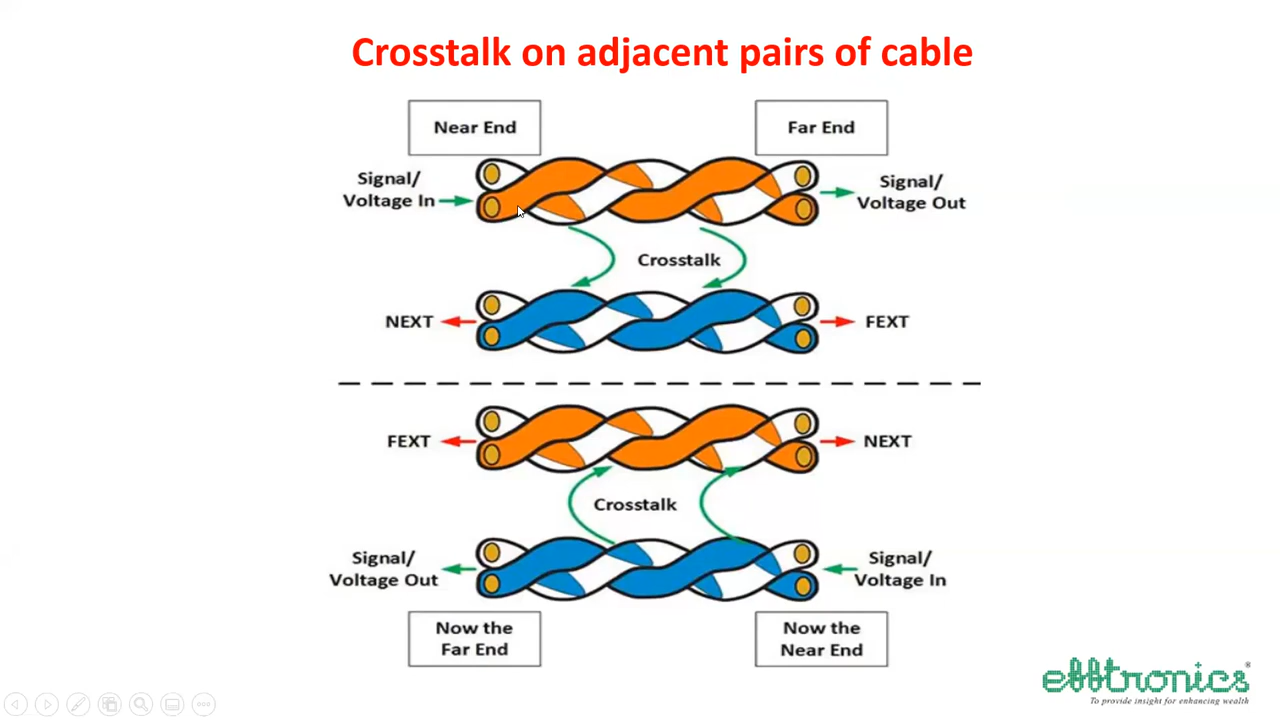 Crosstalk on adjacent pairs of cable
Near End
Far End
Signal/
Voltage In
Signal/
Voltage Out
Crosstalk
NEXT
FEXT
FEXT
NEXT
Crosstalk
Signal/
Voltage Out
Signal/
Voltage In
Now the
Far End
Now the
Near End
efftronics®
To provide insight for enhancing wealth